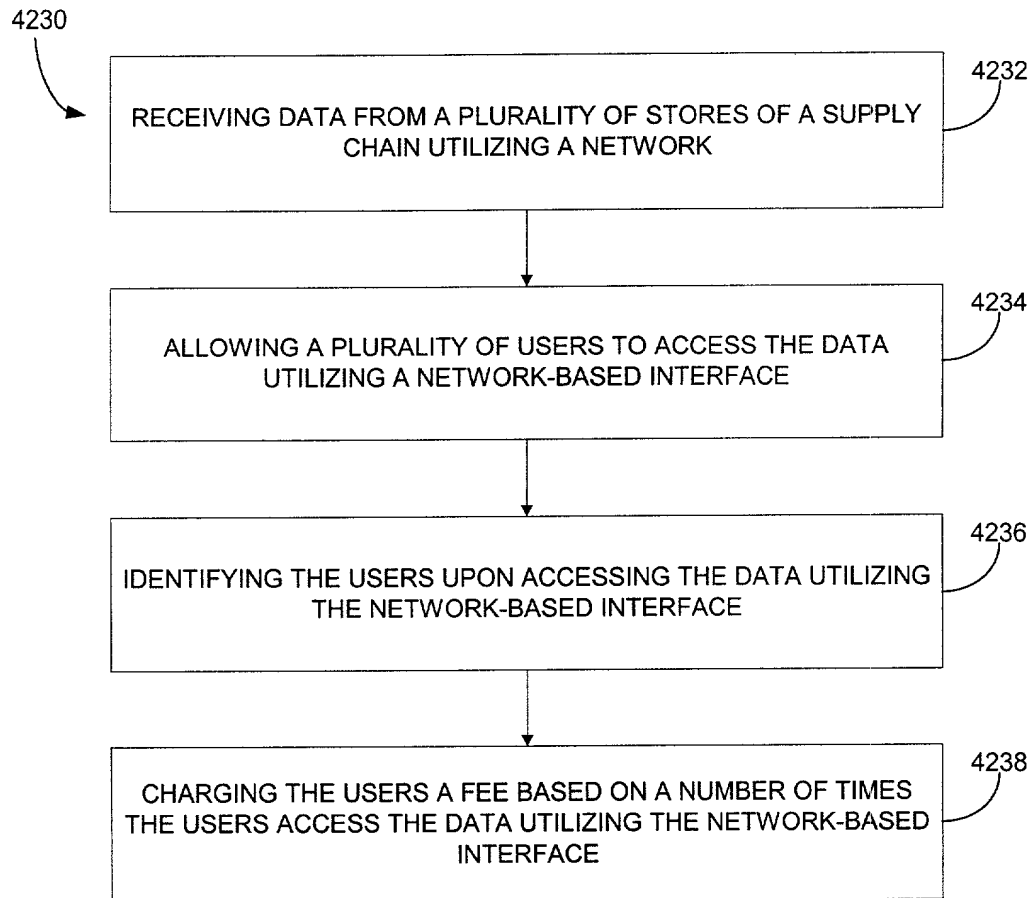 4230
4232
RECEIVING DATA FROM A PLURALITY OF STORES OF A SUPPLY
CHAIN UTILIZING A NETWORK
4234
ALLOWING A PLURALITY OF USERS TO ACCESS THE DATA
UTILIZING A NETWORK-BASED INTERFACE
4236
IDENTIFYING THE USERS UPON ACCESSING THE DATA UTILIZING
THE NETWORK-BASED INTERFACE
4238
CHARGING THE USERS A FEE BASED ON A NUMBER OF TIMES
THE USERS ACCESS THE DATA UTILIZING THE NETWORK-BASED
INTERFACE